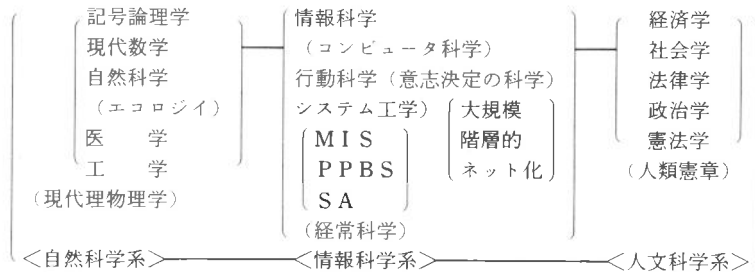 記号論理学
現代数学
自然科学
(エコロジイ)
医　　学
工　　学
(現代理物理学)
<自然科学系>
情報科学
(コンピュータ科学)
行動科学(意志決定の科学)
システム工学)
MIS
PPBS
SA
大規模
階層的
ネット化
(経常科学)
<情報科学系>
経済学
社会学
法律学
政治学
憲法学
(人類憲章)
<人文科学系>